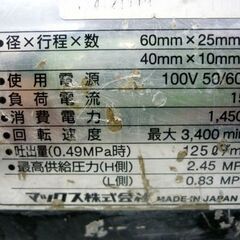 ●径×行程×数 60mm×25mm
40mm×10mm
●使用電源 100V 50/60
●負荷電流
●消費電力 1,450
●回転速度 最大3,400 min
●吐出量(0.49MPa時) 125ℓ/m
●最高供給圧力(H側) 2.45 MP
(L側) 0.83 MP
マックス株式会社 MADE IN JAPAN